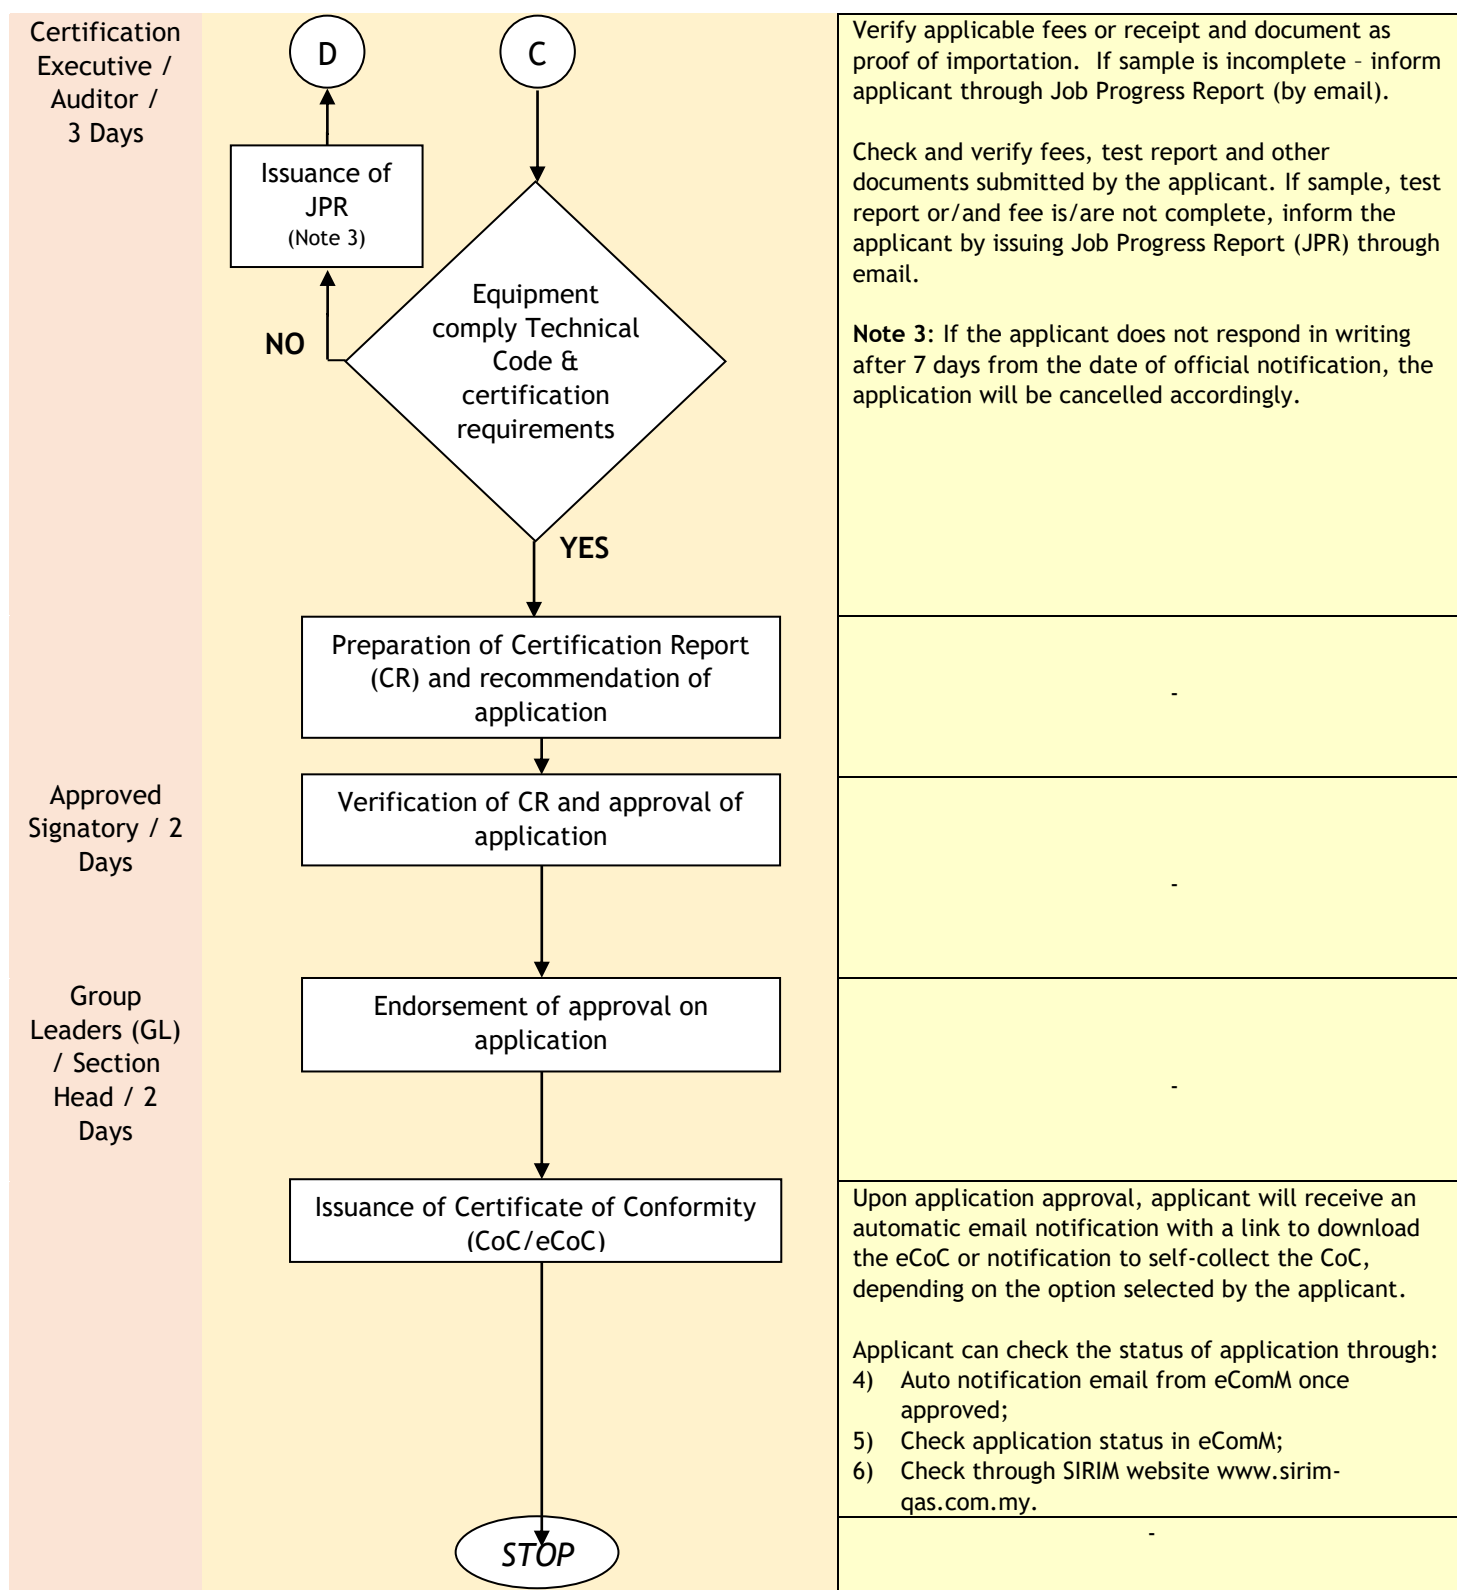 Certification
Executive /
Auditor /
3 Days
D
C
Issuance of
JPR
(Note 3)
NO
Equipment
comply Technical
Code &
certification
requirements
YES
Verify applicable fees or receipt and document as
proof of importation.  If sample is incomplete – inform
applicant through Job Progress Report (by email).
Check and verify fees, test report and other
documents submitted by the applicant. If sample, test
report or/and fee is/are not complete, inform the
applicant by issuing Job Progress Report (JPR) through
email.
Note 3: If the applicant does not respond in writing
after 7 days from the date of official notification, the
application will be cancelled accordingly.
Preparation of Certification Report
(CR) and recommendation of
application
-
Approved
Signatory / 2
Days
Verification of CR and approval of
application
-
Group
Leaders (GL)
/ Section
Head / 2
Days
Endorsement of approval on
application
-
Issuance of Certificate of Conformity
(CoC/eCoC)
Upon application approval, applicant will receive an
automatic email notification with a link to download
the eCoC or notification to self-collect the CoC,
depending on the option selected by the applicant.
Applicant can check the status of application through:
4) Auto notification email from eComM once
approved;
5) Check application status in eComM;
6) Check through SIRIM website www.sirim-
qas.com.my.
STOP
-